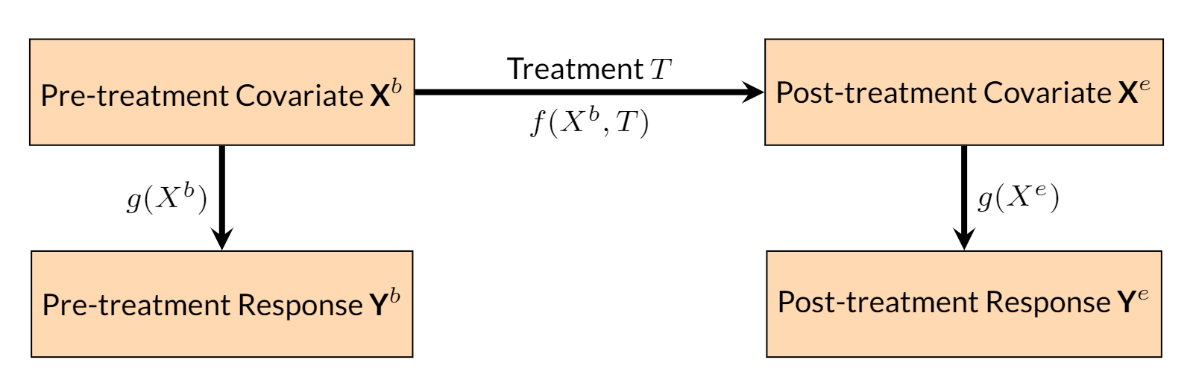 Pre-treatment Covariate X^b
Treatment T
f(X^b, T)
Post-treatment Covariate X^e
g(X^b)
g(X^e)
Pre-treatment Response Y^b
Post-treatment Response Y^e